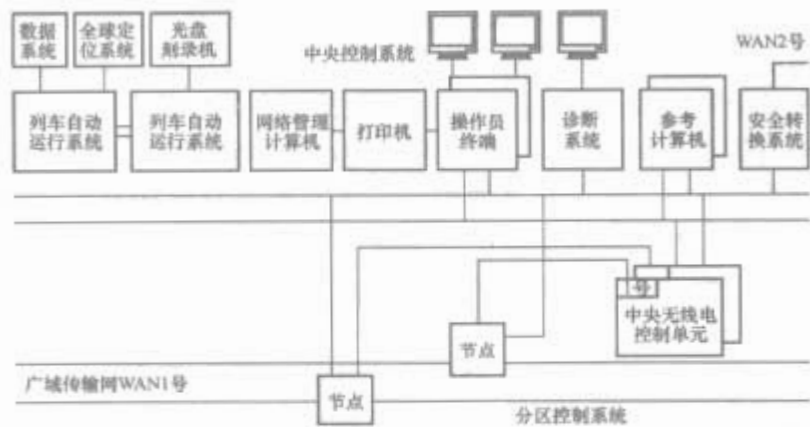 数据
系统
全球定
位系统
光盘
刻录机
中央控制系统
WAN2号
列车自动
运行系统
列车自动
运行系统
网络管理
计算机
打印机
操作员
终端
诊断
系统
参考
计算机
安全转
换系统
号
中央无线电
控制单元
节点
广域传输网WAN1号
节点
分区控制系统